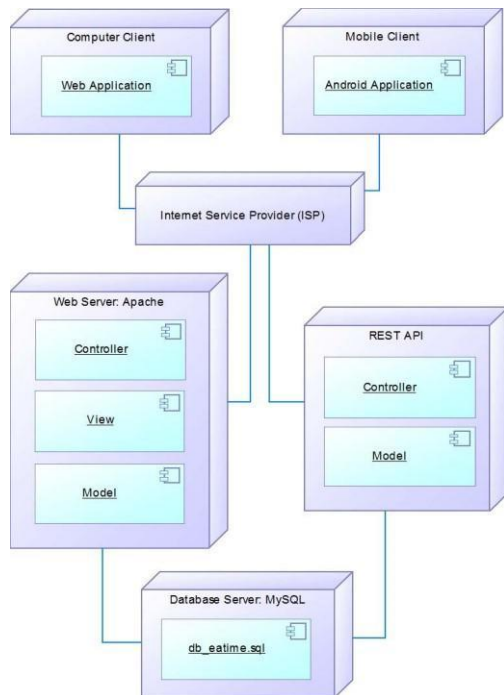 Computer Client
Web Application
Mobile Client
Android Application
Internet Service Provider (ISP)
Web Server: Apache
Controller
View
Model
REST API
Controller
Model
Database Server: MySQL
db_eatime.sql